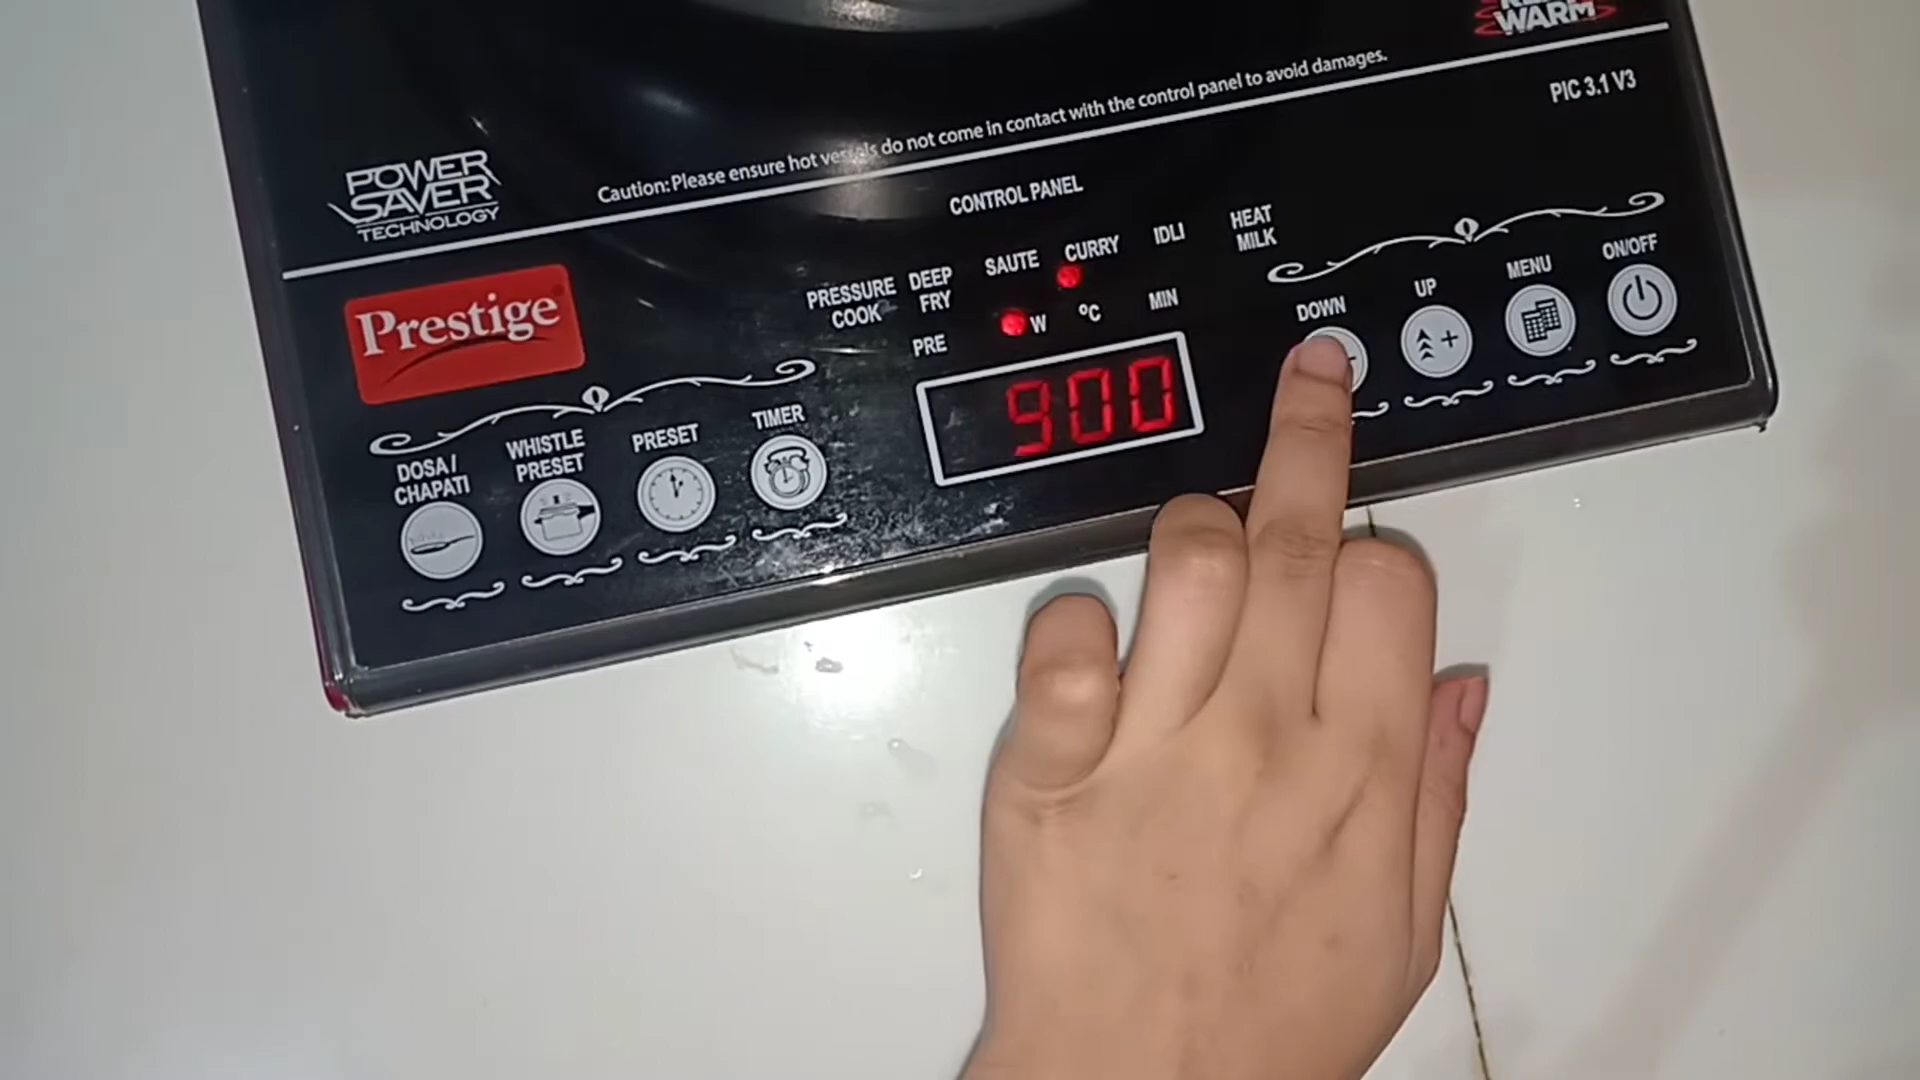 WARM
PIC 3.1 V3
Caution: Please ensure hot vessels do not come in contact with the control panel to avoid damages.
POWER
SAVER
TECHNOLOGY
CONTROL PANEL
Prestige
PRESSURE
COOK
DEEP
FRY
SAUTE
CURRY
IDLI
HEAT
MILK
PRE
W
°C
MIN
900
DOWN
UP
MENU
ON/OFF
DOSA /
CHAPATI
WHISTLE
PRESET
PRESET
TIMER